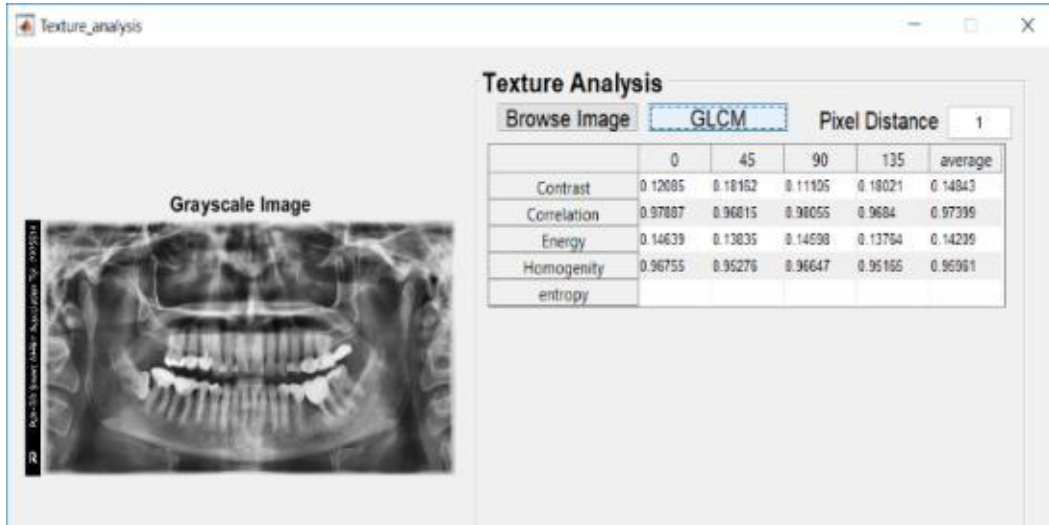 Texture_analysis
Texture Analysis
Browse Image GLCM Pixel Distance 1
0 45 90 135 average
Contrast 0.12085 0.18162 0.11105 0.18021 0.14843
Correlation 0.97887 0.96815 0.98055 0.9684 0.97399
Energy 0.14639 0.13835 0.14598 0.13764 0.14209
Homogenity 0.96755 0.95276 0.96647 0.95165 0.95961
entropy
Grayscale Image
R